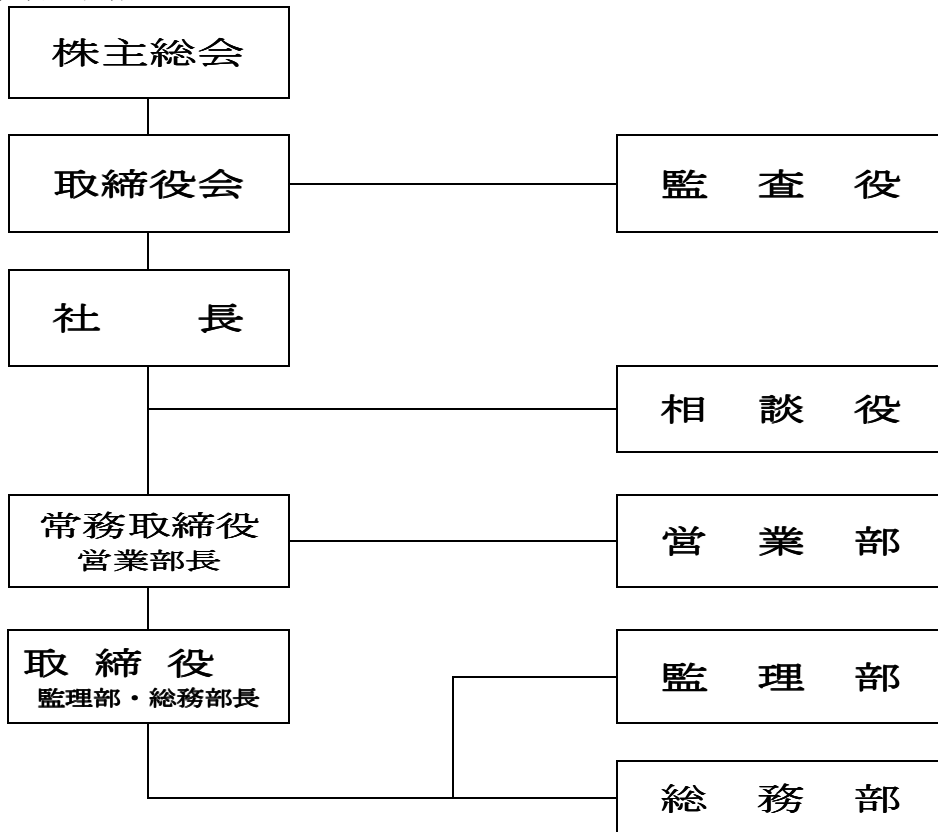 株主総会
取締役会
監査役
社長
相談役
常務取締役
営業部長
営業部
取締役
監理部・総務部長
監理部
総務部